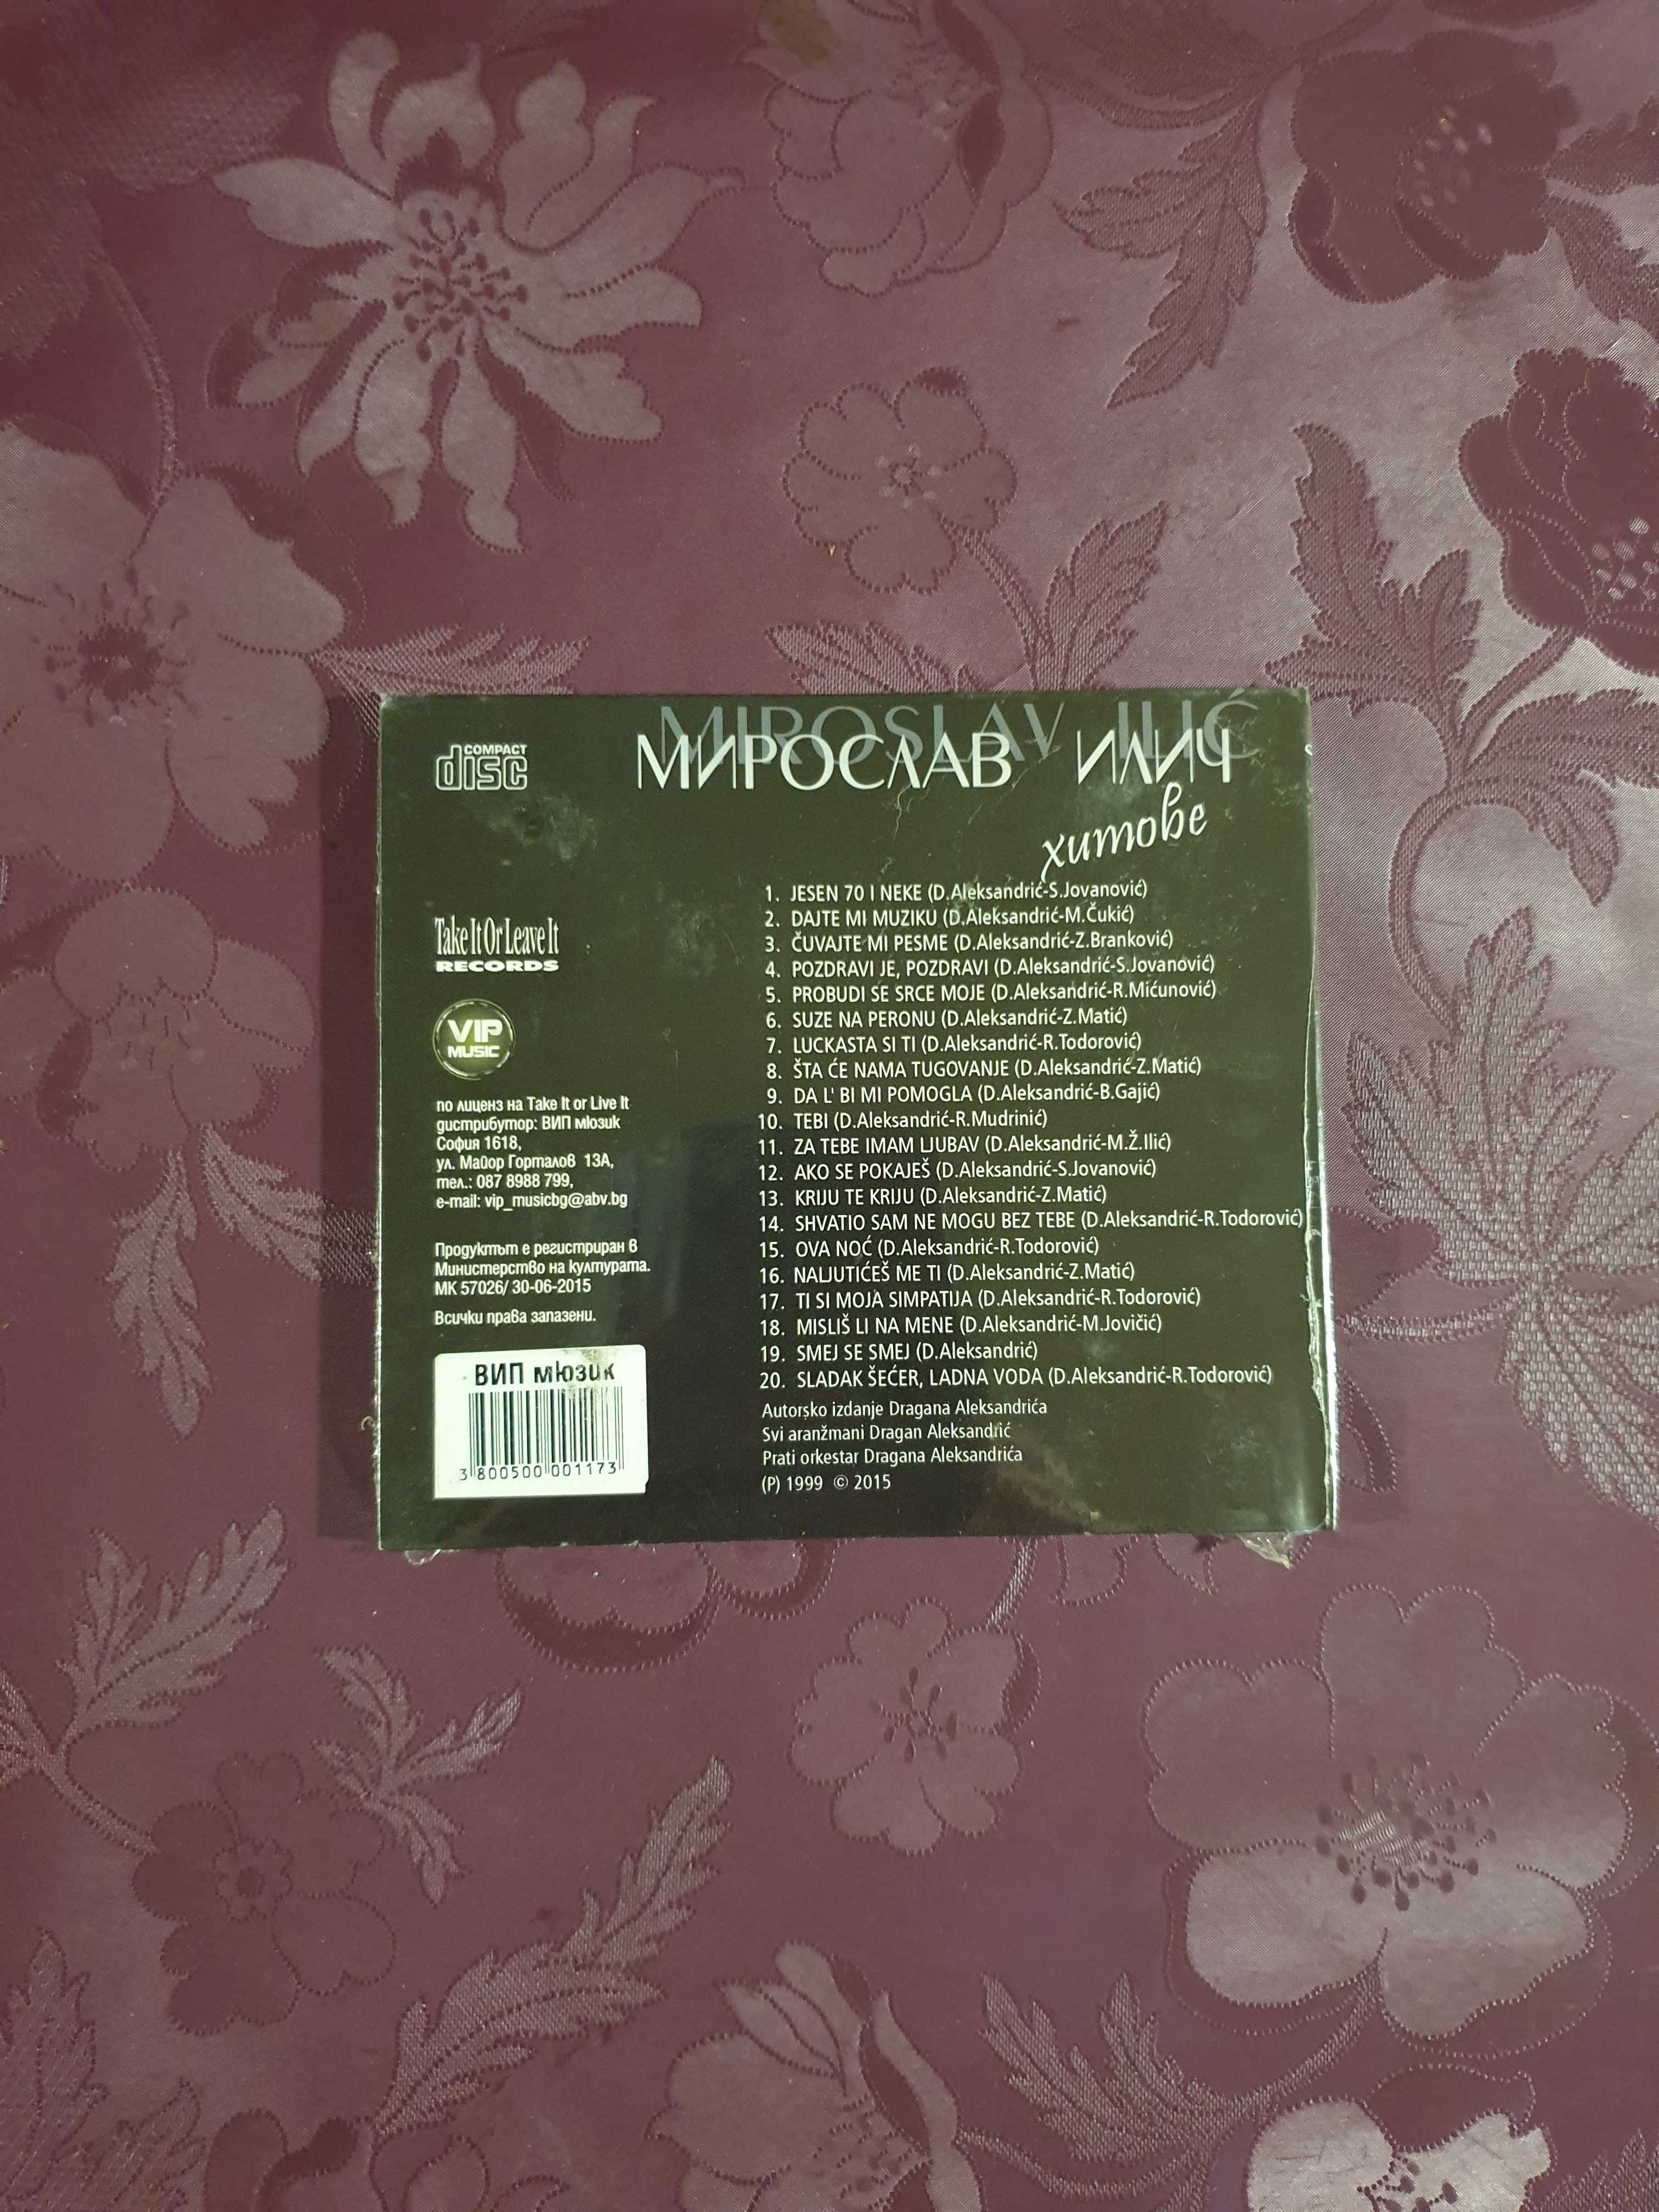 COMPACT
disc
MIROSLAV ILIĆ
МИРОСЛАВ ИЛИЧ
хитове
Take It Or Leave It
RECORDS
VIP
MUSIC
по лиценз на Take It or Live It
дистрибутор: ВИП мюзик
София 1618,
ул. Майор Горталов 13А,
тел.: 087 8988 799,
e-mail: vip_musicbg@abv.bg
Продуктът е регистриран в
Министерство на културата.
МК 57026/ 30-06-2015
Всички права запазени.
ВИП мюзик
3 800500 001173
1. JESEN 70 I NEKE (D.Aleksandrić-S.Jovanović)
2. DAJTE MI MUZIKU (D.Aleksandrić-M.Čukić)
3. ČUVAJTE MI PESME (D.Aleksandrić-Z.Branković)
4. POZDRAVI JE, POZDRAVI (D.Aleksandrić-S.Jovanović)
5. PROBUDI SE SRCE MOJE (D.Aleksandrić-R.Mićunović)
6. SUZE NA PERONU (D.Aleksandrić-Z.Matić)
7. LUCKASTA SI TI (D.Aleksandrić-R.Todorović)
8. ŠTA ĆE NAMA TUGOVANJE (D.Aleksandrić-Z.Matić)
9. DA L' BI MI POMOGLA (D.Aleksandrić-B.Gajić)
10. TEBI (D.Aleksandrić-R.Mudrinić)
11. ZA TEBE IMAM LJUBAV (D.Aleksandrić-M.Ž.Ilić)
12. AKO SE POKAJEŠ (D.Aleksandrić-S.Jovanović)
13. KRIJU TE KRIJU (D.Aleksandrić-Z.Matić)
14. SHVATIO SAM NE MOGU BEZ TEBE (D.Aleksandrić-R.Todorović)
15. OVA NOĆ (D.Aleksandrić-R.Todorović)
16. NALJUTIĆEŠ ME TI (D.Aleksandrić-Z.Matić)
17. TI SI MOJA SIMPATIJA (D.Aleksandrić-R.Todorović)
18. MISLIŠ LI NA MENE (D.Aleksandrić-M.Jovičić)
19. SMEJ SE SMEJ (D.Aleksandrić)
20. SLADAK ŠEĆER, LADNA VODA (D.Aleksandrić-R.Todorović)
Autorsko izdanje Dragana Aleksandrića
Svi aranžmani Dragan Aleksandrić
Prati orkestar Dragana Aleksandrića
(P) 1999 © 2015